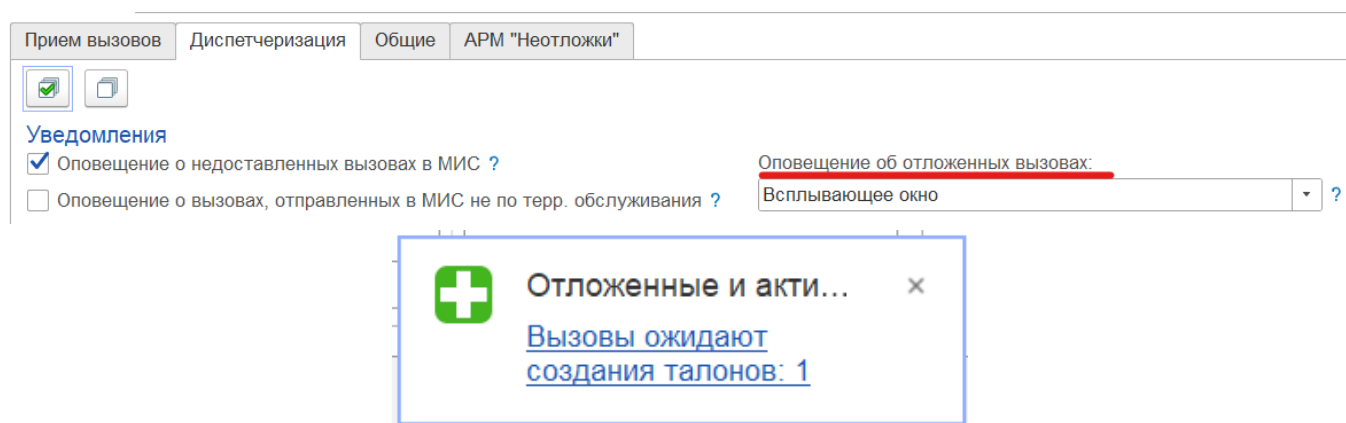 Прием вызовов Диспетчеризация Общие АРМ "Неотложки"
Уведомления
Оповещение о недоставленных вызовах в МИС ?
Оповещение об отложенных вызовах:
Оповещение о вызовах, отправленных в МИС не по терр. обслуживания ?
Всплывающее окно ?
Отложенные и акти...
Вызовы ожидают
создания талонов: 1